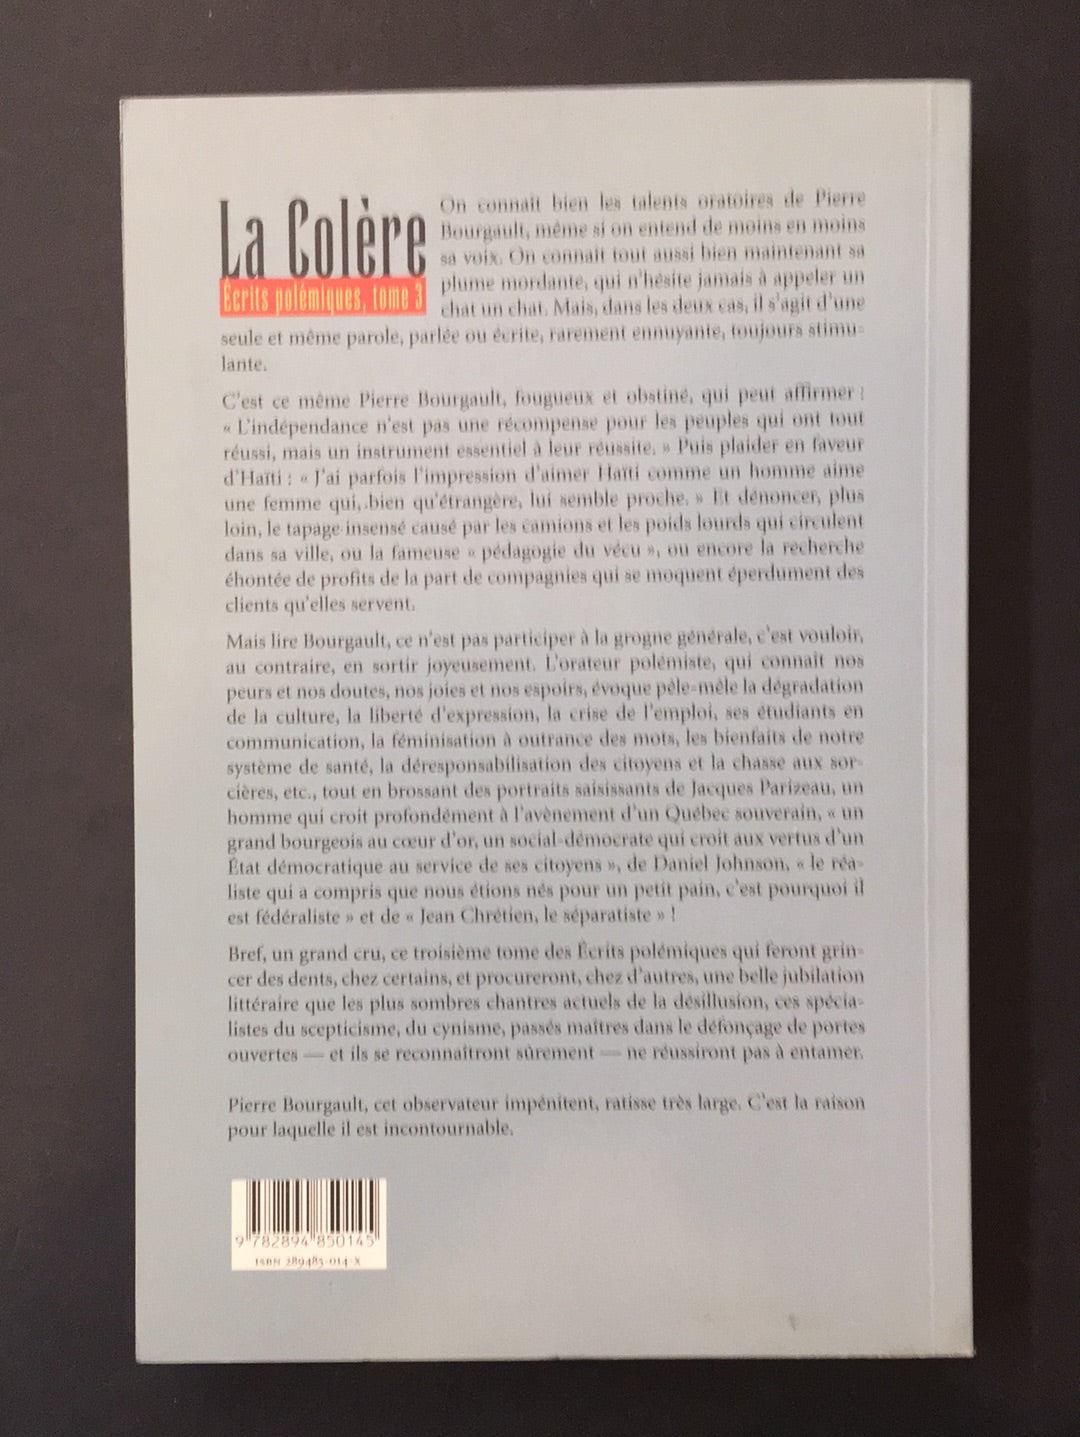 La Colère
Écrits polémiques, tome 3
On connaît bien les talents oratoires de Pierre
Bourgault, même si on entend de moins en moins
sa voix. On connaît tout aussi bien maintenant sa
plume mordante, qui n'hésite jamais à appeler un
chat un chat. Mais, dans les deux cas, il s'agit d'une
seule et même parole, parlée ou écrite, rarement ennuyante, toujours stimu-
lante.
C'est ce même Pierre Bourgault, fougueux et obstiné, qui peut affirmer :
« L'indépendance n'est pas une récompense pour les peuples qui ont tout
réussi, mais un instrument essentiel à leur réussite. » Puis plaider en faveur
d'Haïti : « J'ai parfois l'impression d'aimer Haïti comme un homme aime
une femme qui, bien qu'étrangère, lui semble proche. » Et dénoncer, plus
loin, le tapage insensé causé par les camions et les poids lourds qui circulent
dans sa ville, ou la fameuse « pédagogie du vécu », ou encore la recherche
éhontée de profits de la part de compagnies qui se moquent éperdument des
clients qu'elles servent.
Mais lire Bourgault, ce n'est pas participer à la grogne générale, c'est vouloir,
au contraire, en sortir joyeusement. L'orateur polémiste, qui connaît nos
peurs et nos doutes, nos joies et nos espoirs, évoque pêle-mêle la dégradation
de la culture, la liberté d'expression, la crise de l'emploi, ses étudiants en
communication, la féminisation à outrance des mots, les bienfaits de notre
système de santé, la déresponsabilisation des citoyens et la chasse aux sor-
cières, etc., tout en brossant des portraits saisissants de Jacques Parizeau, un
homme qui croit profondément à l'avènement d'un Québec souverain, « un
grand bourgeois au cœur d'or, un social-démocrate qui croit aux vertus d'un
État démocratique au service de ses citoyens », de Daniel Johnson, « le réa-
liste qui a compris que nous étions nés pour un petit pain, c'est pourquoi il
est fédéraliste » et de « Jean Chrétien, le séparatiste » !
Bref, un grand cru, ce troisième tome des Écrits polémiques qui feront grin-
cer des dents, chez certains, et procureront, chez d'autres, une belle jubilation
littéraire que les plus sombres chantres actuels de la désillusion, ces spécia-
listes du scepticisme, du cynisme, passés maîtres dans le défonçage de portes
ouvertes — et ils se reconnaîtront sûrement — ne réussiront pas à entamer.
Pierre Bourgault, cet observateur impénitent, ratisse très large. C'est la raison
pour laquelle il est incontournable.
9 782894 850145
ISBN 289485-014-X